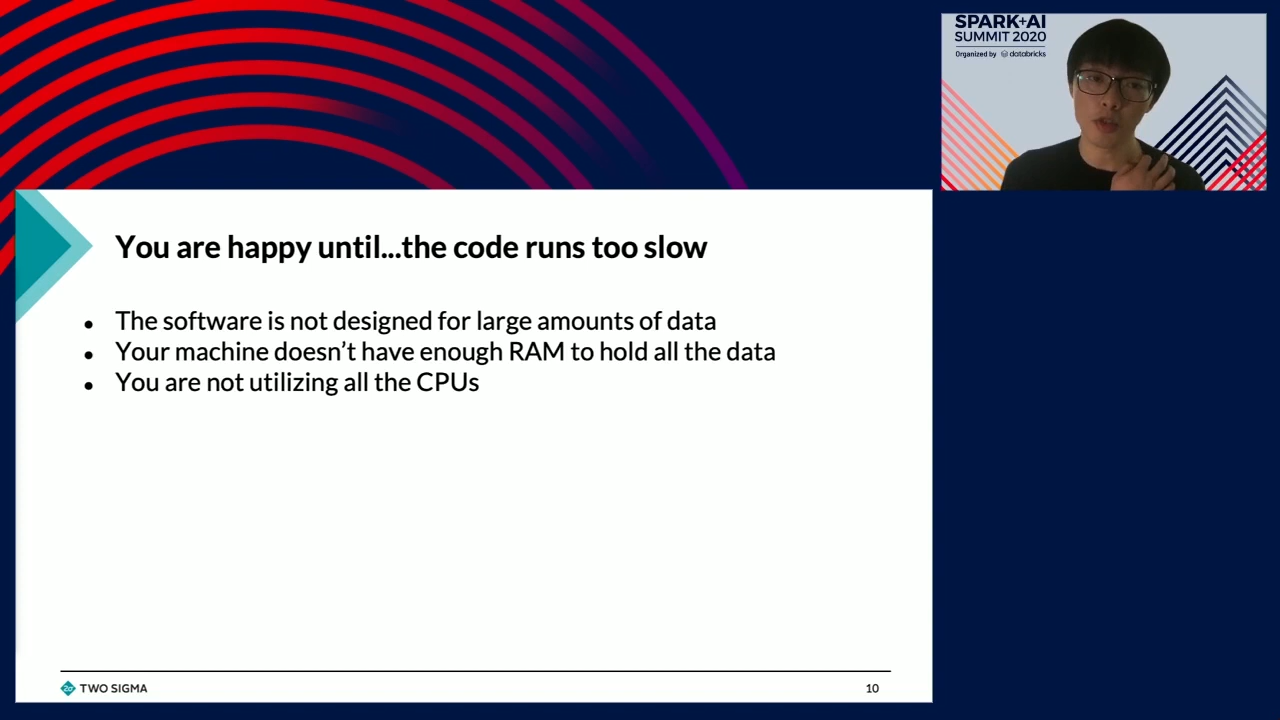 SPARK+AI
SUMMIT 2020
Organized by databricks
You are happy until...the code runs too slow
● The software is not designed for large amounts of data
● Your machine doesn't have enough RAM to hold all the data
● You are not utilizing all the CPUs
2σ TWO SIGMA
10